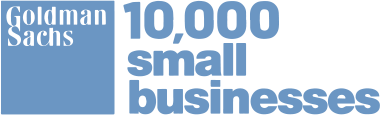 Goldman
Sachs
10,000
small
businesses